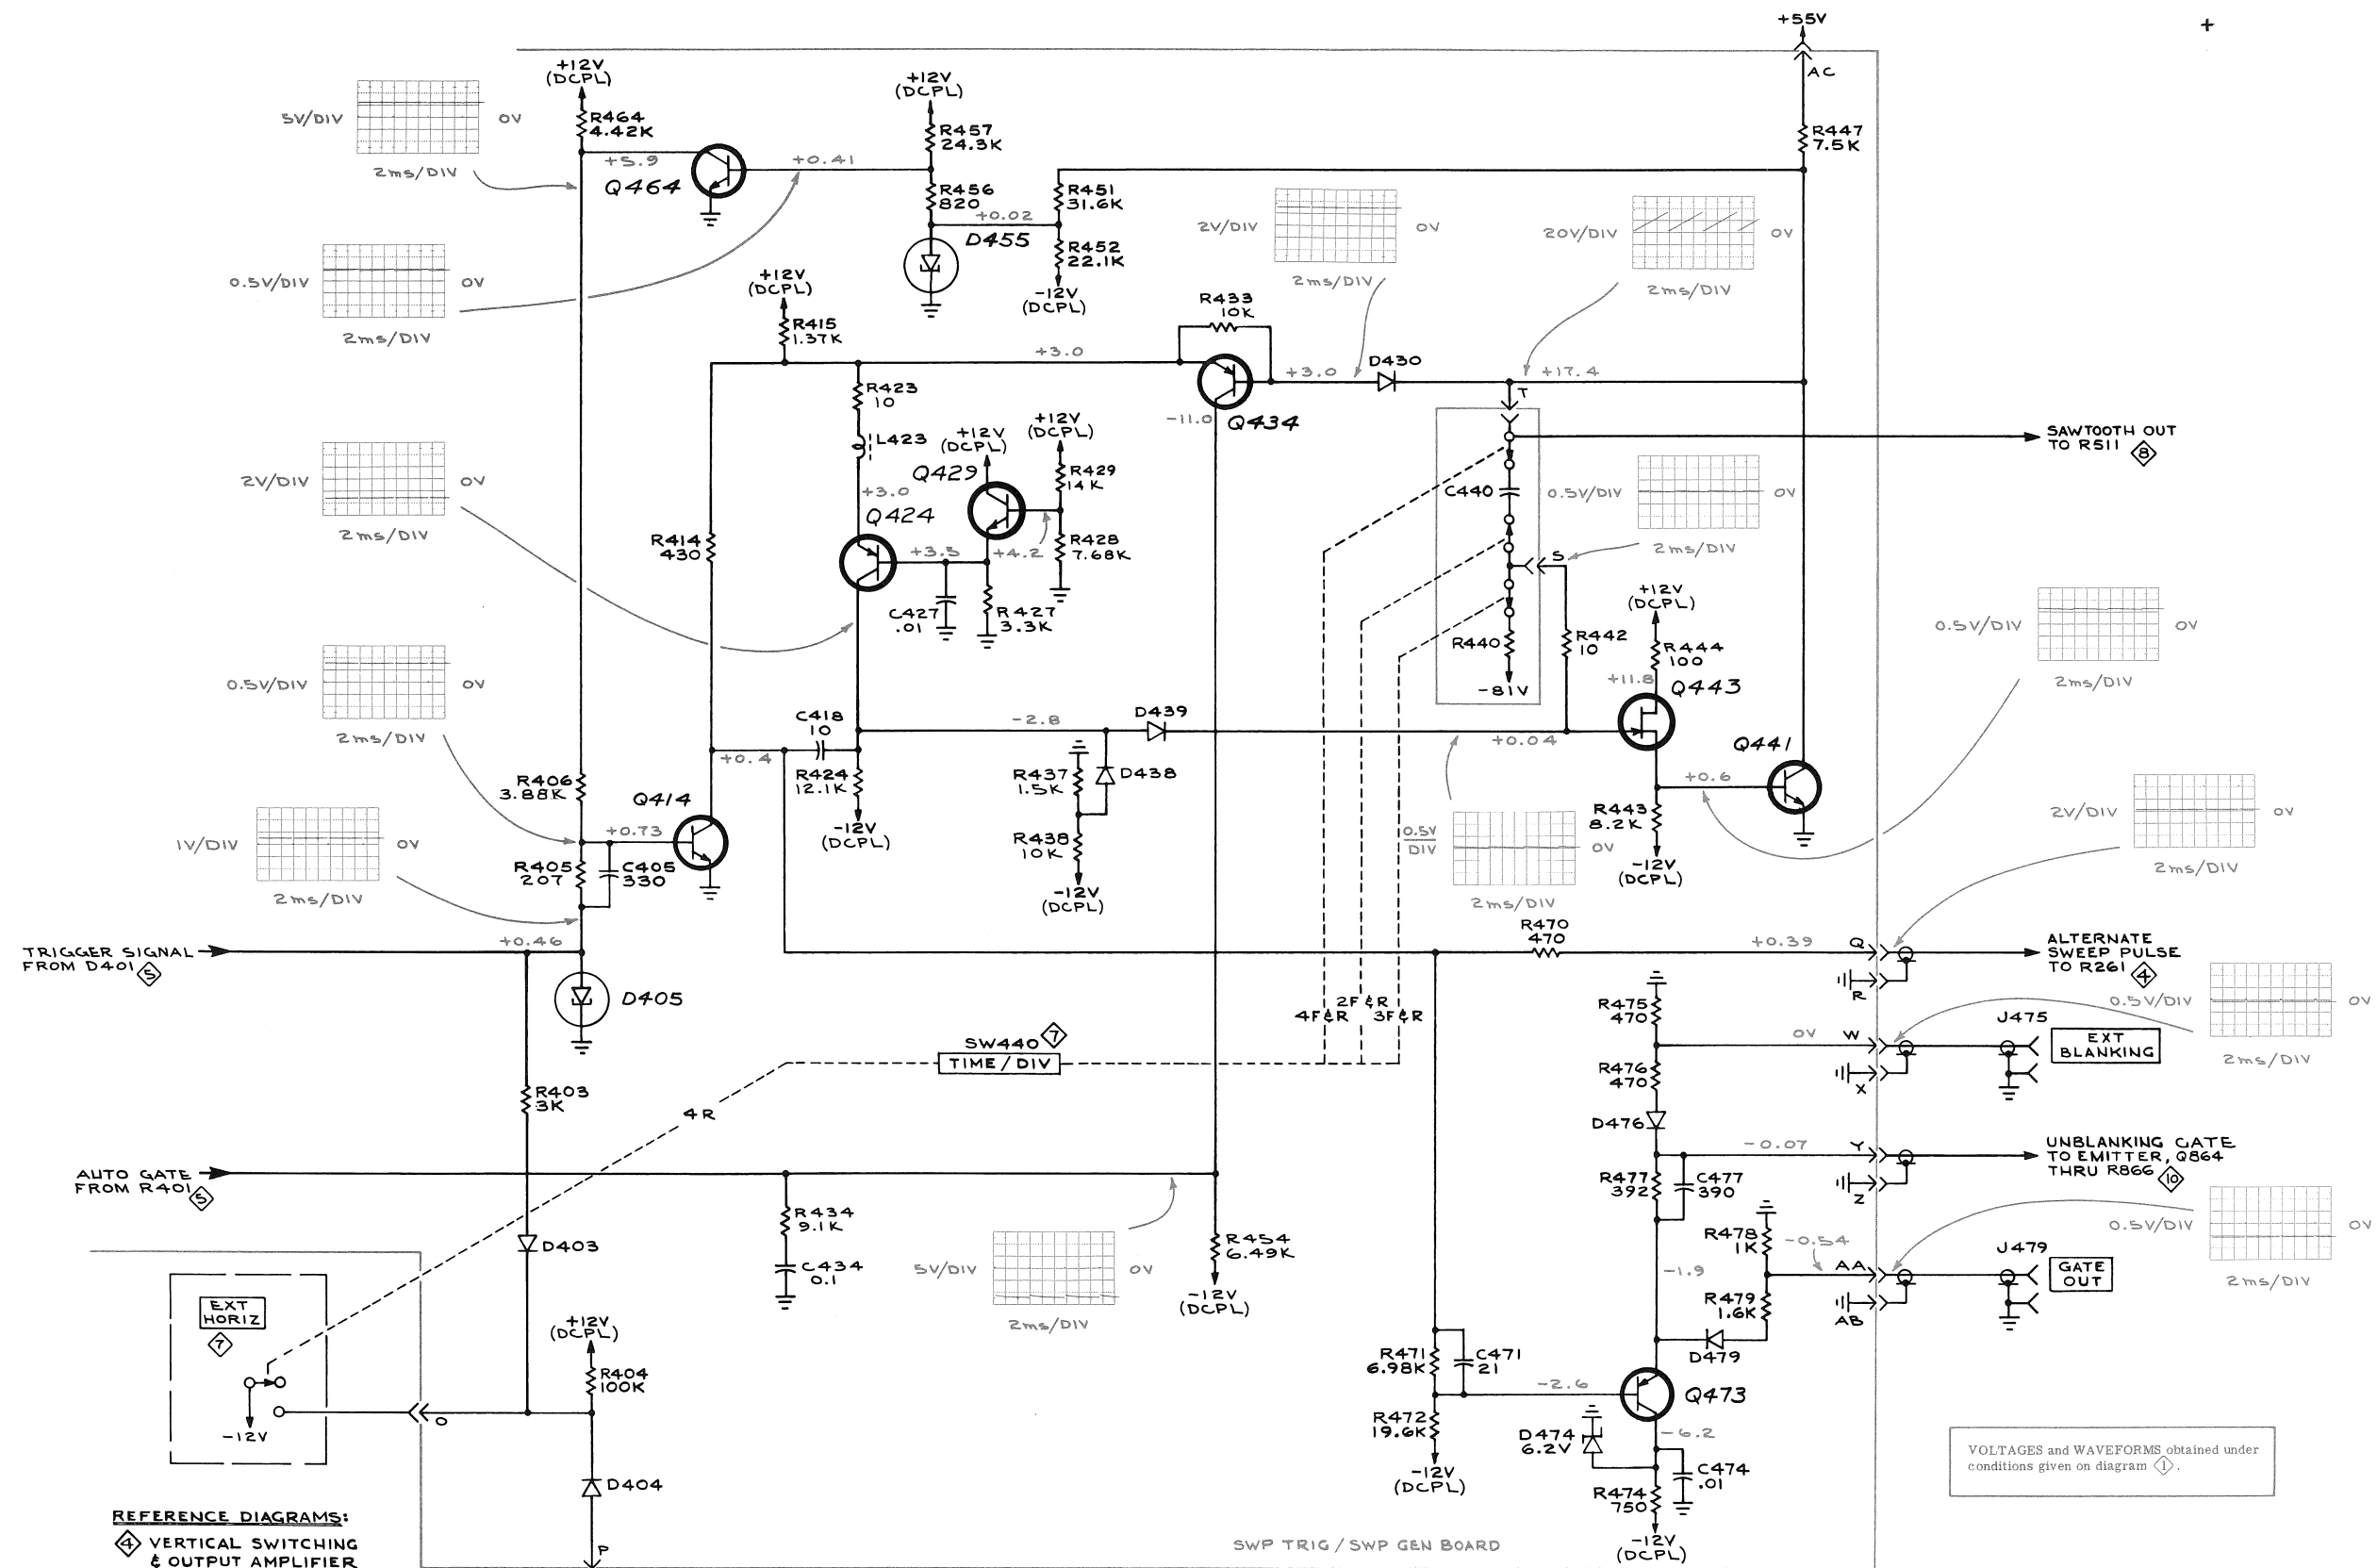 +55V
+
AC
+12V
(DCPL)
R464
4.42K
5V/DIV
0V
2ms/DIV
+5.9
Q464
+0.41
+12V
(DCPL)
R457
24.3K
R456
820
+0.02
D455
R451
31.6K
R452
22.1K
-12V
(DCPL)
R447
7.5K
2V/DIV
0V
2ms/DIV
20V/DIV
0V
2ms/DIV
0.5V/DIV
0V
2ms/DIV
+12V
(DCPL)
R415
1.37K
R433
10K
+3.0
+3.0
D430
+17.4
T
-11.0
Q434
R423
10
L423
+3.0
Q424
+12V
(DCPL)
Q429
+12V
(DCPL)
R429
14K
+3.5
+4.2
R428
7.68K
C427
.01
R427
3.3K
R414
430
2V/DIV
0V
2ms/DIV
SAWTOOTH OUT
TO R511 8
C440
0.5V/DIV
0V
2ms/DIV
S
R440
-81V
R442
10
+12V
(DCPL)
R444
100
+11.8
Q443
0.5V/DIV
0V
2ms/DIV
0.5V/DIV
0V
2ms/DIV
C418
10
-2.8
D439
+0.04
Q441
+0.6
+0.4
R424
12.1K
-12V
(DCPL)
R437
1.5K
D438
R438
10K
-12V
(DCPL)
R443
8.2K
-12V
(DCPL)
0.5V
DIV
0V
2ms/DIV
2V/DIV
0V
2ms/DIV
R406
3.88K
Q414
+0.73
R405
207
C405
330
1V/DIV
0V
2ms/DIV
+0.46
TRIGGER SIGNAL
FROM D401 5
D405
R470
470
+0.39
Q
R
ALTERNATE
SWEEP PULSE
TO R261 4
0.5V/DIV
0V
2ms/DIV
R475
470
0V
W
X
J475
EXT
BLANKING
R476
470
D476
-0.07
Y
Z
UNBLANKING GATE
TO EMITTER, Q864
THRU R866 10
4F&R
2F&R
3F&R
SW440 7
TIME/DIV
4R
R403
3K
D403
AUTO GATE
FROM R401 5
R434
9.1K
C434
0.1
5V/DIV
0V
2ms/DIV
R454
6.49K
-12V
(DCPL)
R477
392
C477
390
R478
1K
-0.54
AA
AB
0.5V/DIV
0V
2ms/DIV
J479
GATE
OUT
-1.9
R479
1.6K
D479
R471
6.98K
C471
21
-2.6
Q473
R472
19.6K
-12V
(DCPL)
D474
6.2V
-6.2
C474
.01
R474
750
-12V
(DCPL)
EXT
HORIZ
7
-12V
O
+12V
(DCPL)
R404
100K
D404
P
REFERENCE DIAGRAMS:
4 VERTICAL SWITCHING
& OUTPUT AMPLIFIER
SWP TRIG / SWP GEN BOARD
VOLTAGES and WAVEFORMS obtained under
conditions given on diagram 1.